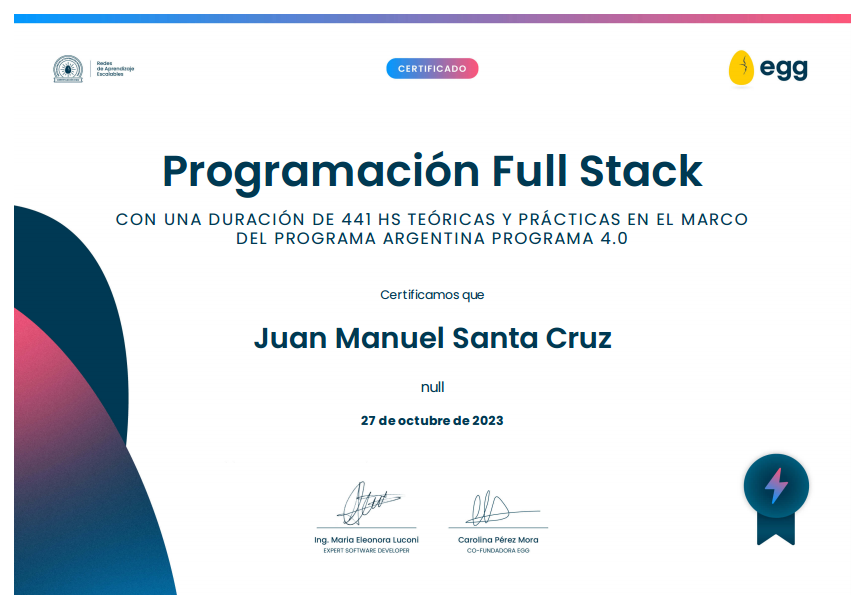 Redes
de Aprendizaje
Escalables
CERTIFICADO
egg
Programación Full Stack
CON UNA DURACIÓN DE 441 HS TEÓRICAS Y PRÁCTICAS EN EL MARCO
DEL PROGRAMA ARGENTINA PROGRAMA 4.0
Certificamos que
Juan Manuel Santa Cruz
null
27 de octubre de 2023
Ing. Maria Eleonora Luconi
EXPERT SOFTWARE DEVELOPER
Carolina Pérez Mora
CO-FUNDADORA EGG